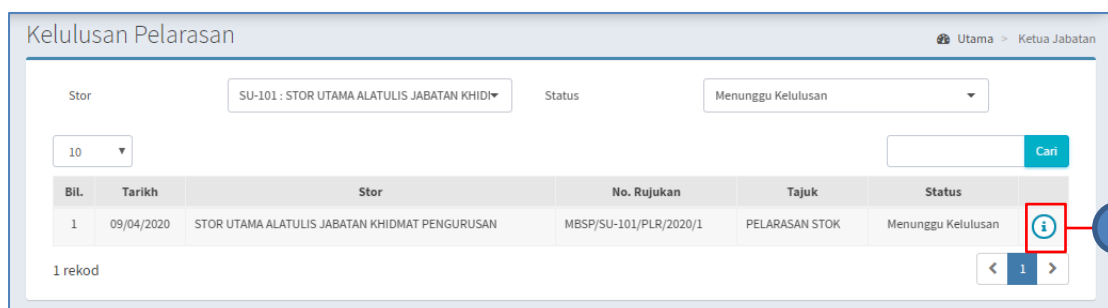 Kelulusan Pelarasan
Utama > Ketua Jabatan
Stor SU-101 : STOR UTAMA ALATULIS JABATAN KHIDI Status Menunggu Kelulusan
10 Cari
Bil. Tarikh Stor No. Rujukan Tajuk Status
1 09/04/2020 STOR UTAMA ALATULIS JABATAN KHIDMAT PENGURUSAN MBSP/SU-101/PLR/2020/1 PELARASAN STOK Menunggu Kelulusan
1 rekod < 1 >